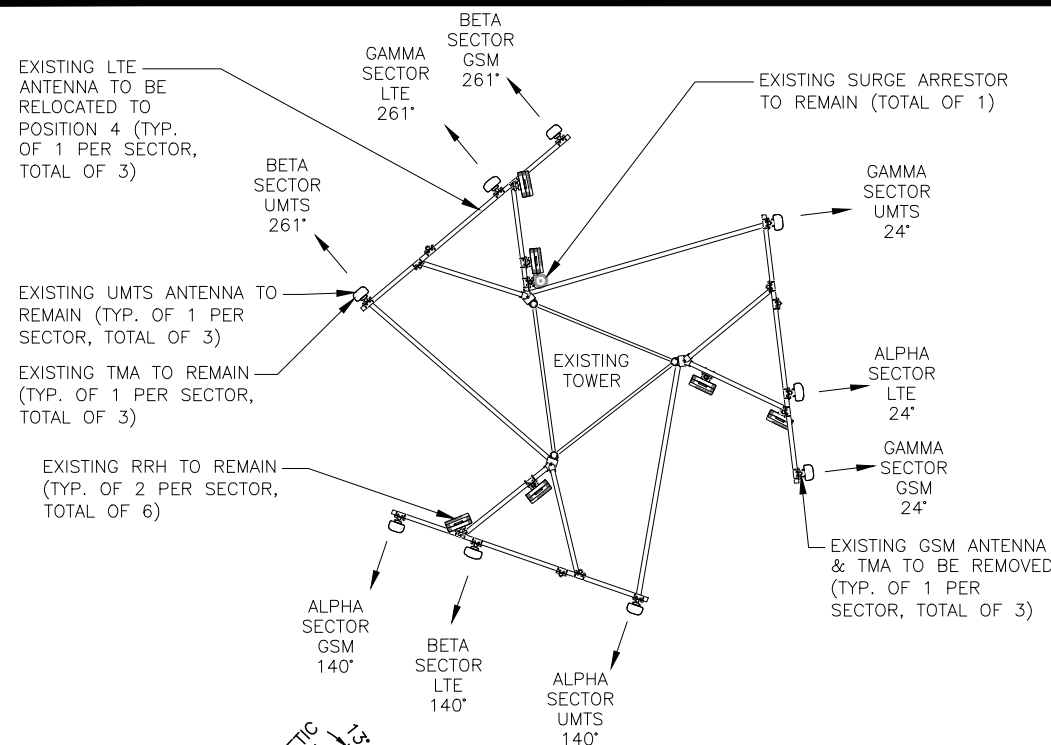 BETA
SECTOR
GSM
261°
GAMMA
SECTOR
LTE
261°
EXISTING LTE
ANTENNA TO BE
RELOCATED TO
POSITION 4 (TYP.
OF 1 PER SECTOR,
TOTAL OF 3)
EXISTING SURGE ARRESTOR
TO REMAIN (TOTAL OF 1)
BETA
SECTOR
UMTS
261°
GAMMA
SECTOR
UMTS
24°
EXISTING UMTS ANTENNA TO
REMAIN (TYP. OF 1 PER
SECTOR, TOTAL OF 3)
EXISTING TMA TO REMAIN
(TYP. OF 1 PER SECTOR,
TOTAL OF 3)
EXISTING
TOWER
ALPHA
SECTOR
LTE
24°
EXISTING RRH TO REMAIN
(TYP. OF 2 PER SECTOR,
TOTAL OF 6)
GAMMA
SECTOR
GSM
24°
EXISTING GSM ANTENNA
& TMA TO BE REMOVED
(TYP. OF 1 PER
SECTOR, TOTAL OF 3)
ALPHA
SECTOR
GSM
140°
BETA
SECTOR
LTE
140°
ALPHA
SECTOR
UMTS
140°
13°